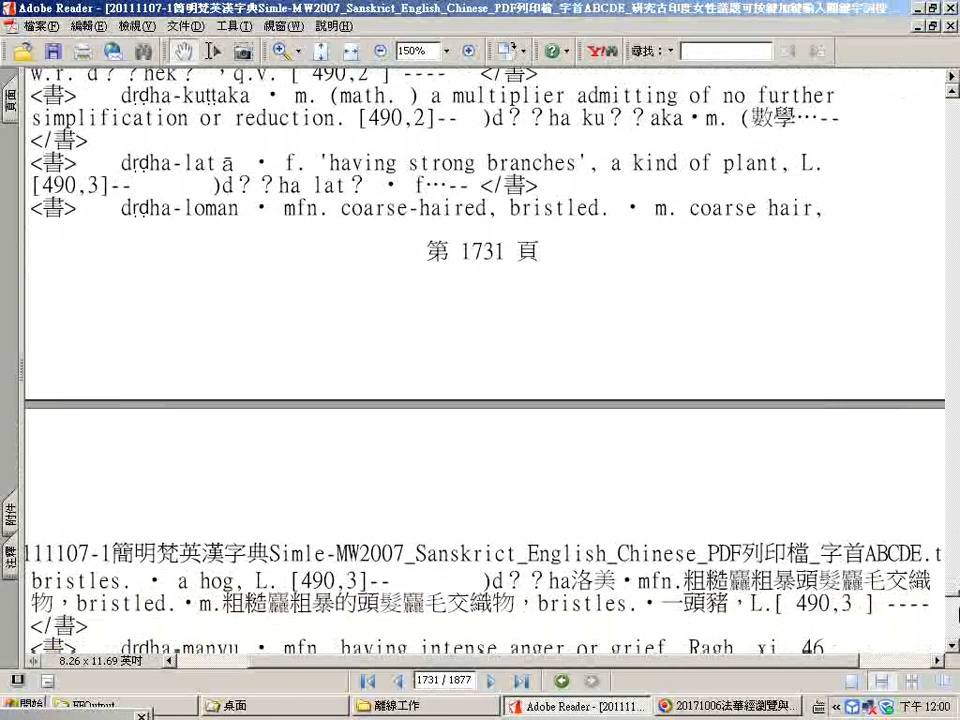 Adobe Reader - [20111107-1簡明梵英漢字典Simle-MW2007_Sanskrict_English_Chinese_PDF列印檔_字首ABCDE_研究古印度女性議題可按鍵加鍵輸入關鍵字詞搜
檔案(F) 編輯(E) 檢視(V) 文件(D) 工具(T) 視窗(W) 說明(H)
150% 尋找:
頁面
w.r. d??hek? ,q.v. [ 490,2 ] ---- </書>
<書> dṛḍha-kuṭṭaka • m. (math. ) a multiplier admitting of no further
simplification or reduction. [490,2]-- )d??ha ku??aka•m. (數學…--
</書>
<書> dṛḍha-latā • f. 'having strong branches', a kind of plant, L.
[490,3]-- )d??ha lat? • f…-- </書>
<書> dṛḍha-loman • mfn. coarse-haired, bristled. • m. coarse hair,
第 1731 頁
附件
註釋
111107-1簡明梵英漢字典Simle-MW2007_Sanskrict_English_Chinese_PDF列印檔_字首ABCDE.t
bristles. • a hog, L. [490,3]-- )d??ha洛美•mfn.粗糙麤粗暴頭髮麤毛交織
物,bristled.•m.粗糙麤粗暴的頭髮麤毛交織物,bristles.•一頭豬,L.[ 490,3 ] ----
</書>
<書> dṛḍha-manyu • mfn. having intense anger or grief, Ragh. xi, 46.
8.26 x 11.69 英吋
1731 / 1877
開始 EEOutput 桌面 離線工作 Adobe Reader - [2011... 20171006法華經瀏覽與... 下午 12:00